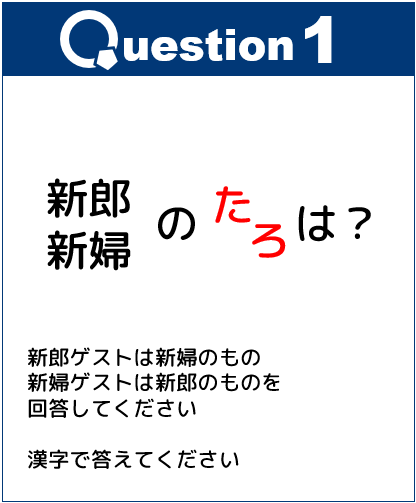 Question 1
新郎
新婦
の たろ は？
新郎ゲストは新婦のもの
新婦ゲストは新郎のものを
回答してください
漢字で答えてください